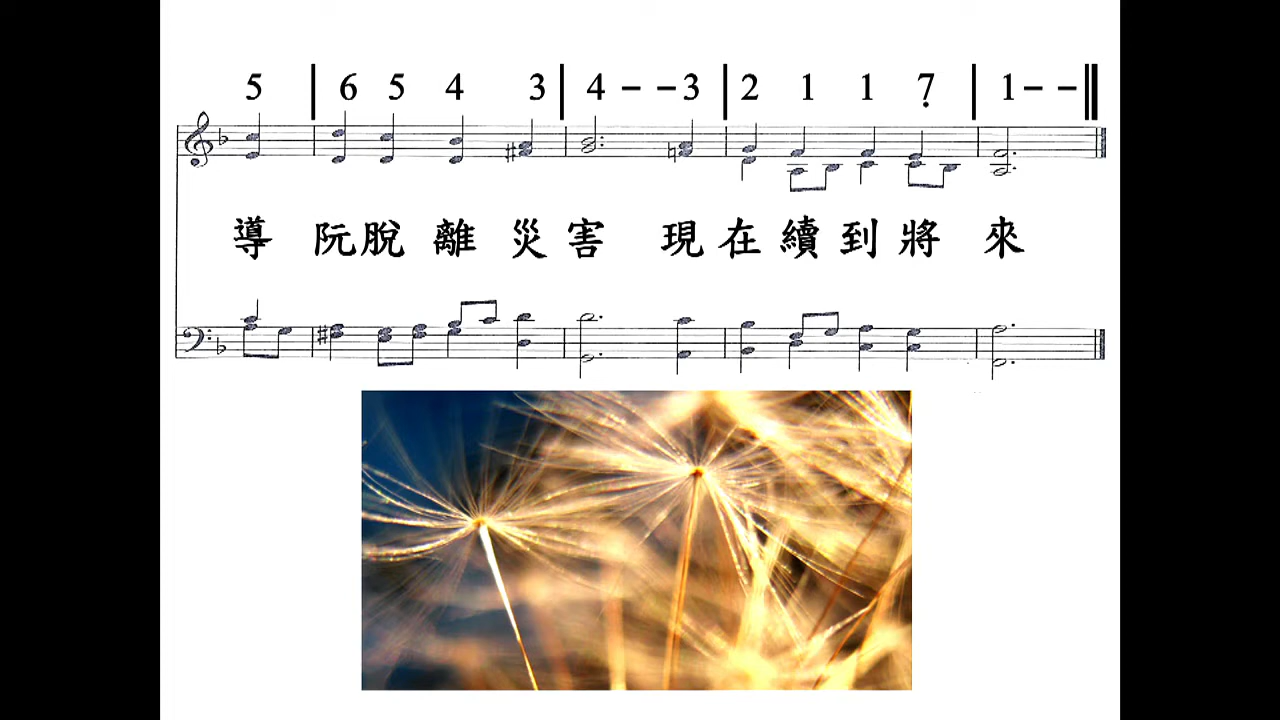 5 | 6 5 4 3 | 4 – – 3 | 2 1 1 7̣ | 1 – – ‖
導 阮脫 離 災 害 現 在 續 到 將 來